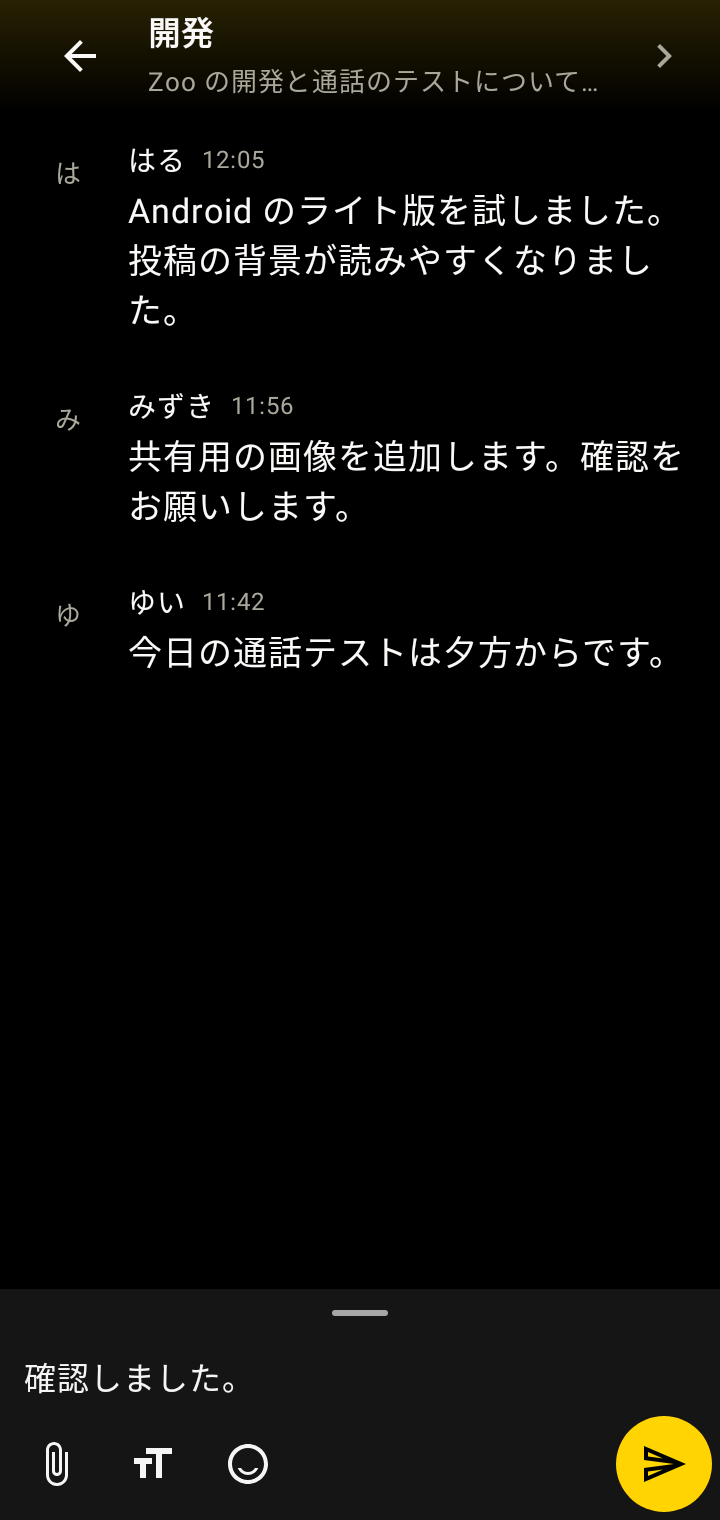 開発
Zoo の開発と通話のテストについて…
は
はる 12:05
Android のライト版を試しました。
投稿の背景が読みやすくなりまし
た。
み
みずき 11:56
共有用の画像を追加します。確認を
お願いします。
ゆ
ゆい 11:42
今日の通話テストは夕方からです。
確認しました。